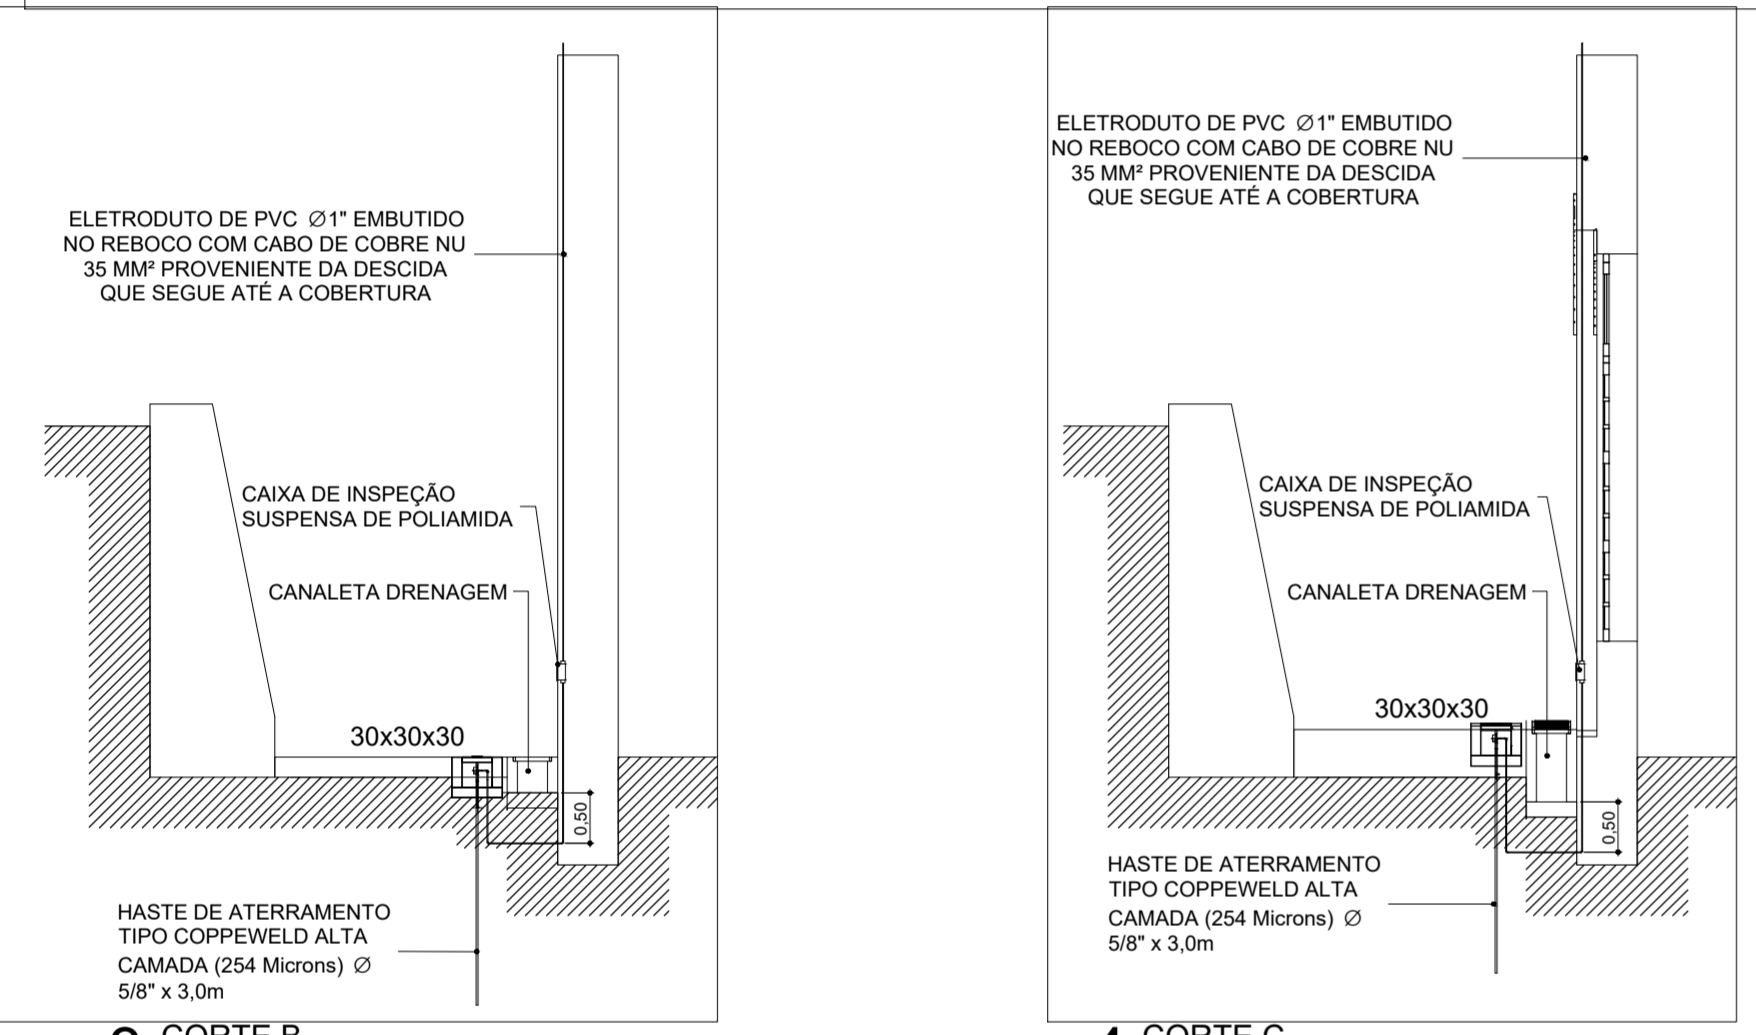 ELETRODUTO DE PVC Ø1" EMBUTIDO
NO REBOCO COM CABO DE COBRE NU
35 MM² PROVENIENTE DA DESCIDA
QUE SEGUE ATÉ A COBERTURA
CAIXA DE INSPEÇÃO
SUSPENSA DE POLIAMIDA
CANALETA DRENAGEM
30x30x30
0,50
HASTE DE ATERRAMENTO
TIPO COPPEWELD ALTA
CAMADA (254 Microns) Ø
5/8" x 3,0m
CORTE B
ELETRODUTO DE PVC Ø1" EMBUTIDO
NO REBOCO COM CABO DE COBRE NU
35 MM² PROVENIENTE DA DESCIDA
QUE SEGUE ATÉ A COBERTURA
CAIXA DE INSPEÇÃO
SUSPENSA DE POLIAMIDA
CANALETA DRENAGEM
30x30x30
0,50
HASTE DE ATERRAMENTO
TIPO COPPEWELD ALTA
CAMADA (254 Microns) Ø
5/8" x 3,0m
CORTE C